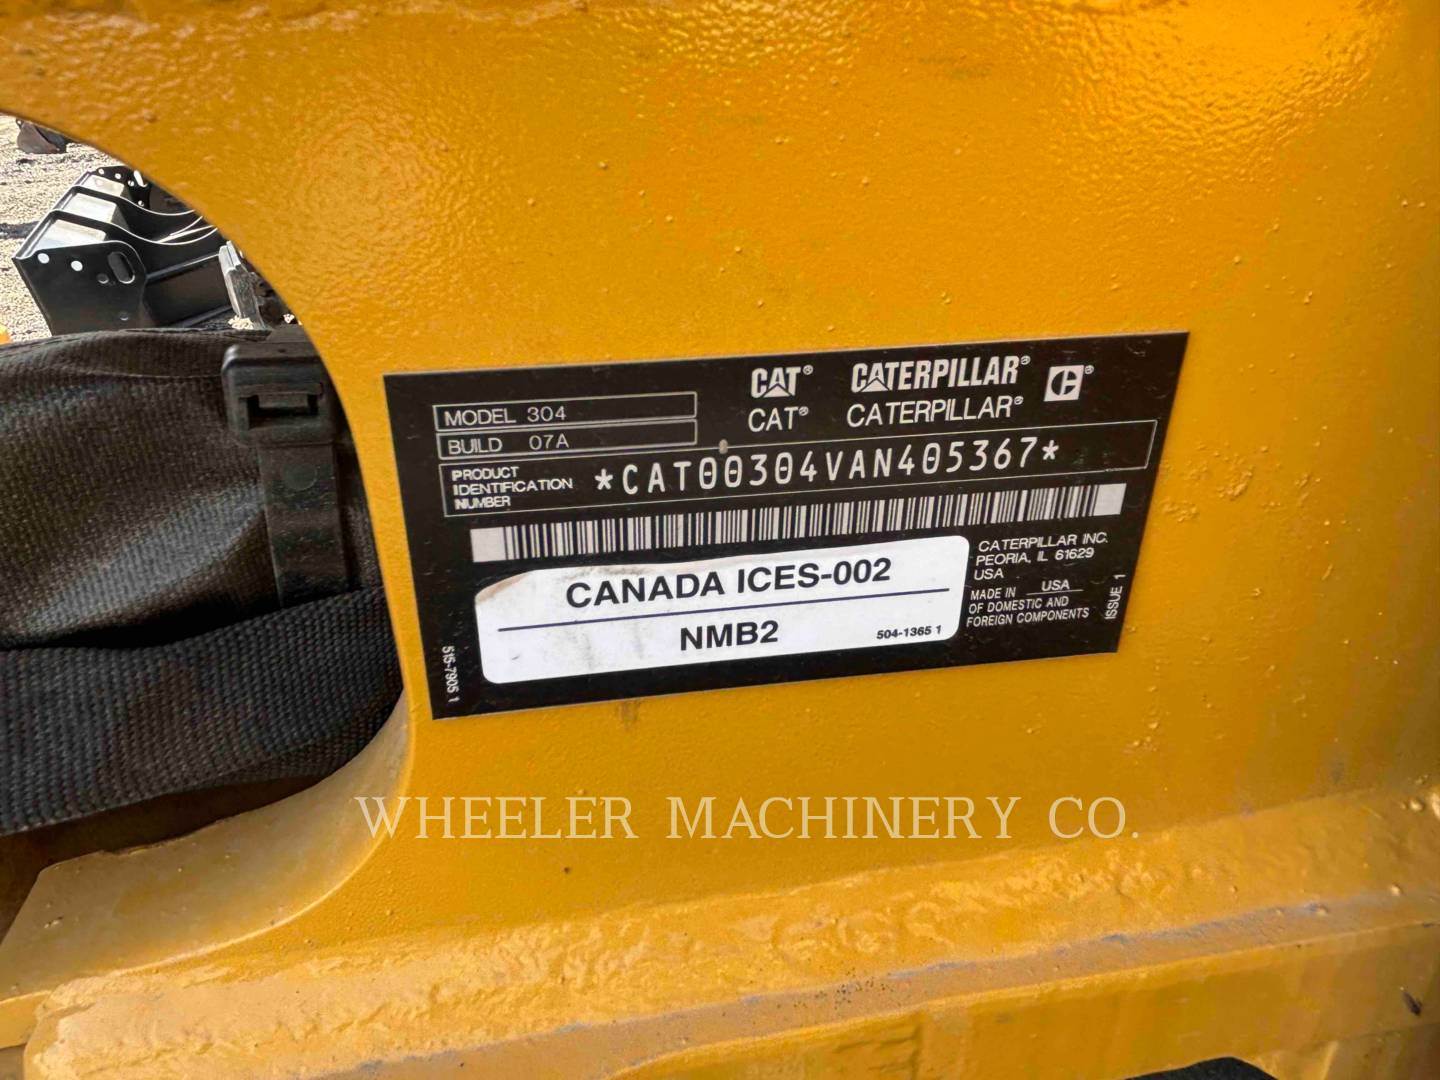 CAT® CATERPILLAR® C®
CAT® CATERPILLAR®
MODEL 304
BUILD 07A
PRODUCT
IDENTIFICATION
NUMBER
*CAT00304VAN405367*
CATERPILLAR INC.
PEORIA, IL 61629
USA
MADE IN USA
OF DOMESTIC AND
FOREIGN COMPONENTS
ISSUE 1
CANADA ICES-002
NMB2
504-1365 1
515-7905 1
WHEELER MACHINERY CO.